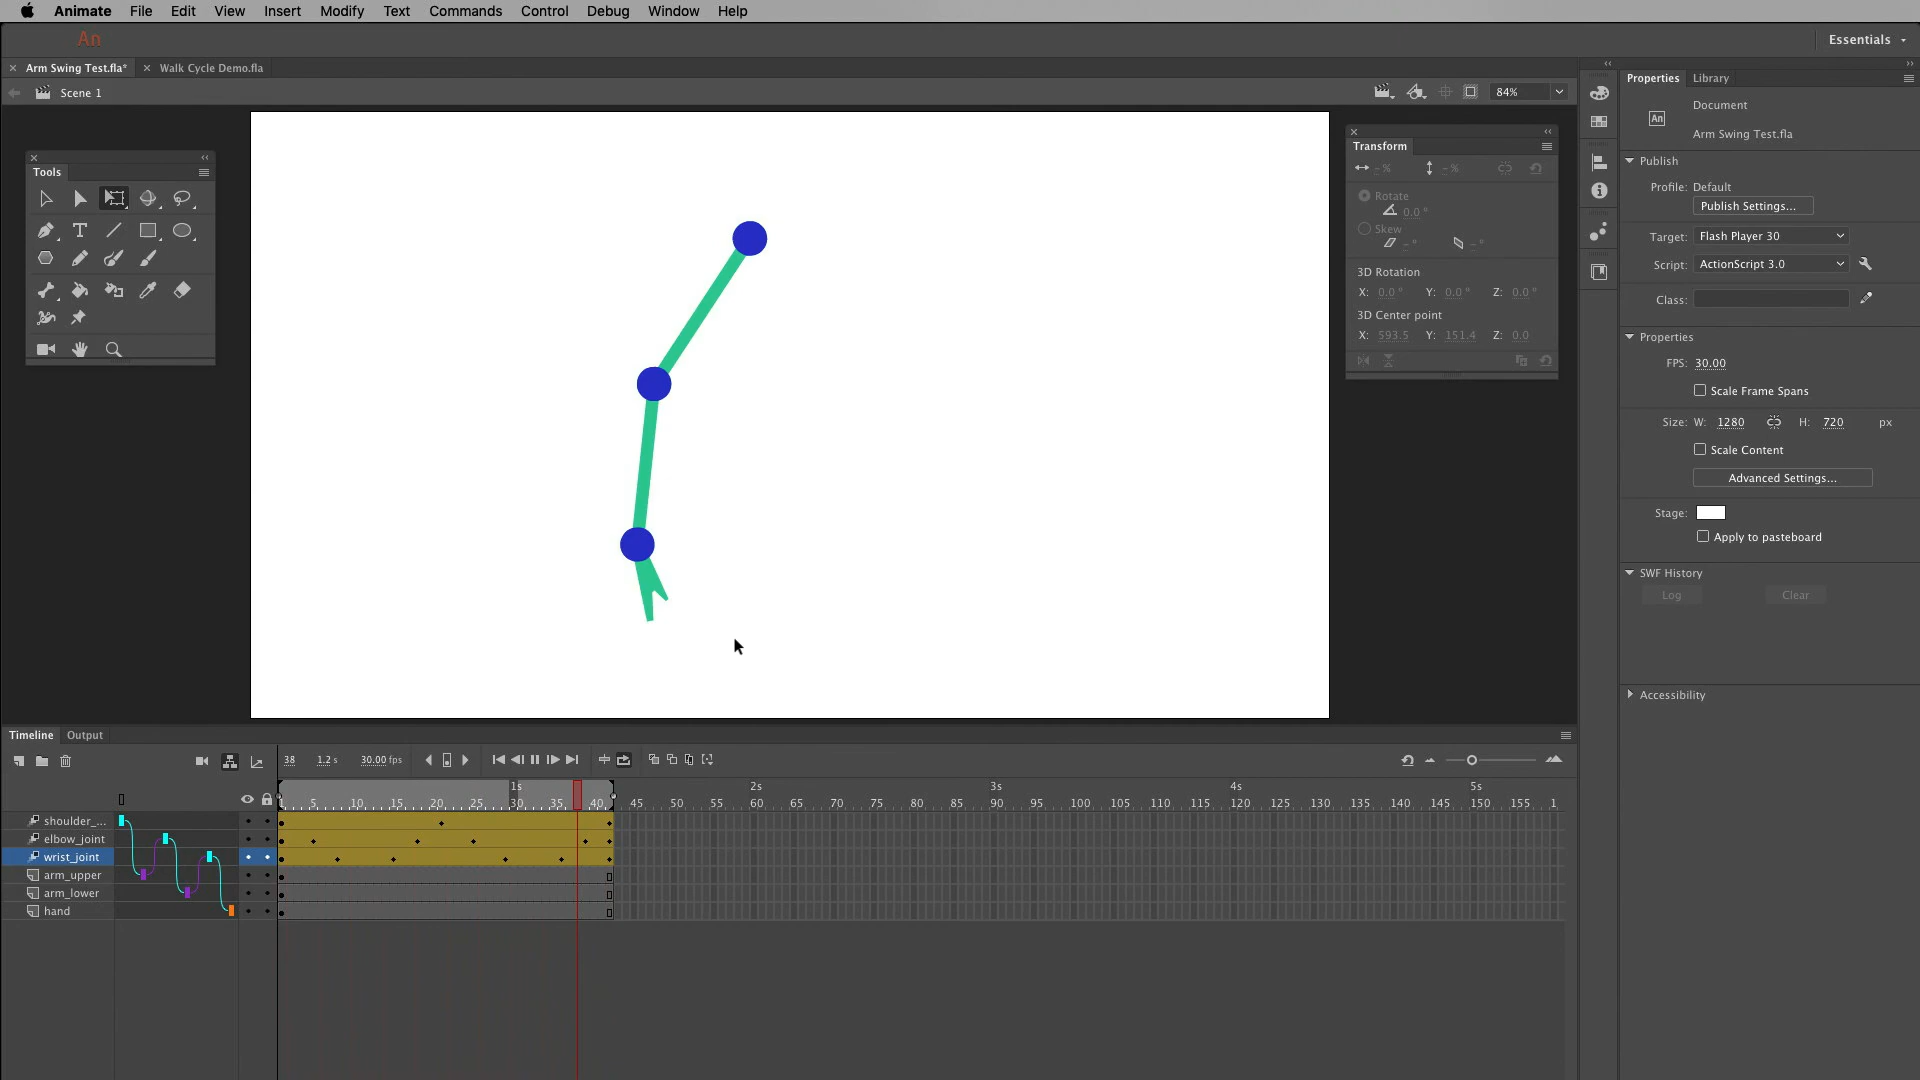 Animate File Edit View Insert Modify Text Commands Control Debug Window Help
An Essentials
Arm Swing Test.fla* Walk Cycle Demo.fla
Scene 1 84%
Tools
Transform
- % - %
Rotate
0.0 °
Skew
- ° - °
3D Rotation
X: 0.0 ° Y: 0.0 ° Z: 0.0 °
3D Center point
X: 593.5 Y: 151.4 Z: 0.0
Properties Library
Document
An
Arm Swing Test.fla
Publish
Profile: Default
Publish Settings...
Target: Flash Player 30
Script: ActionScript 3.0
Class:
Properties
FPS: 30.00
Scale Frame Spans
Size: W: 1280 H: 720 px
Scale Content
Advanced Settings...
Stage:
Apply to pasteboard
SWF History
Log Clear
Accessibility
Timeline Output
38 1.2 s 30.00 fps
1s 2s 3s 4s 5s
1 5 10 15 20 25 30 35 40 45 50 55 60 65 70 75 80 85 90 95 100 105 110 115 120 125 130 135 140 145 150 155 1
shoulder_...
elbow_joint
wrist_joint
arm_upper
arm_lower
hand